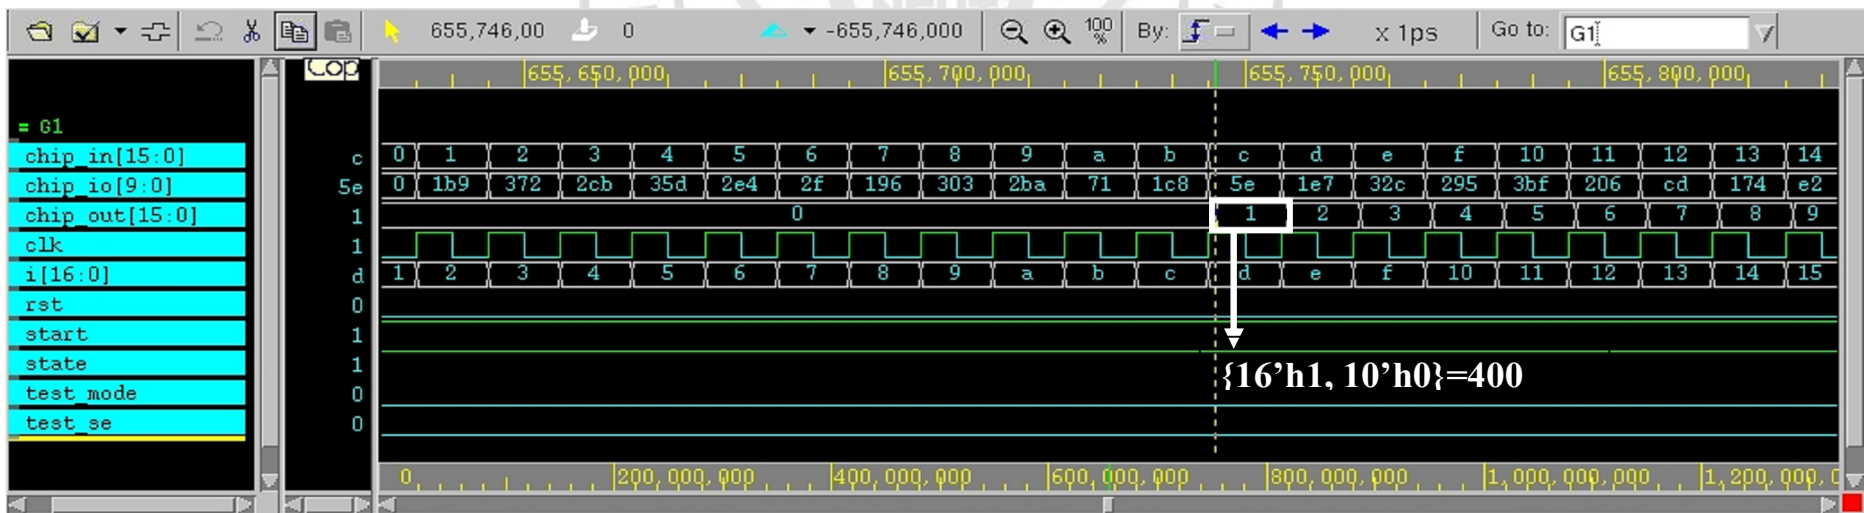 655,746,00 0 -655,746,000 100 % By: x 1ps Go to: G1
655,650,000 655,700,000 655,750,000 655,800,000
= G1
chip_in[15:0] c 0 1 2 3 4 5 6 7 8 9 a b c d e f 10 11 12 13 14
chip_io[9:0] 5e 0 1b9 372 2cb 35d 2e4 2f 196 303 2ba 71 1c8 5e 1e7 32c 295 3bf 206 cd 174 e2
chip_out[15:0] 1 0 1 2 3 4 5 6 7 8 9
clk 1
i[16:0] d 1 2 3 4 5 6 7 8 9 a b c d e f 10 11 12 13 14 15
rst 0
start 1
state 1
{16’h1, 10’h0}=400
test_mode 0
test_se 0
0 200,000,000 400,000,000 600,000,000 800,000,000 1,000,000,000 1,200,000,0